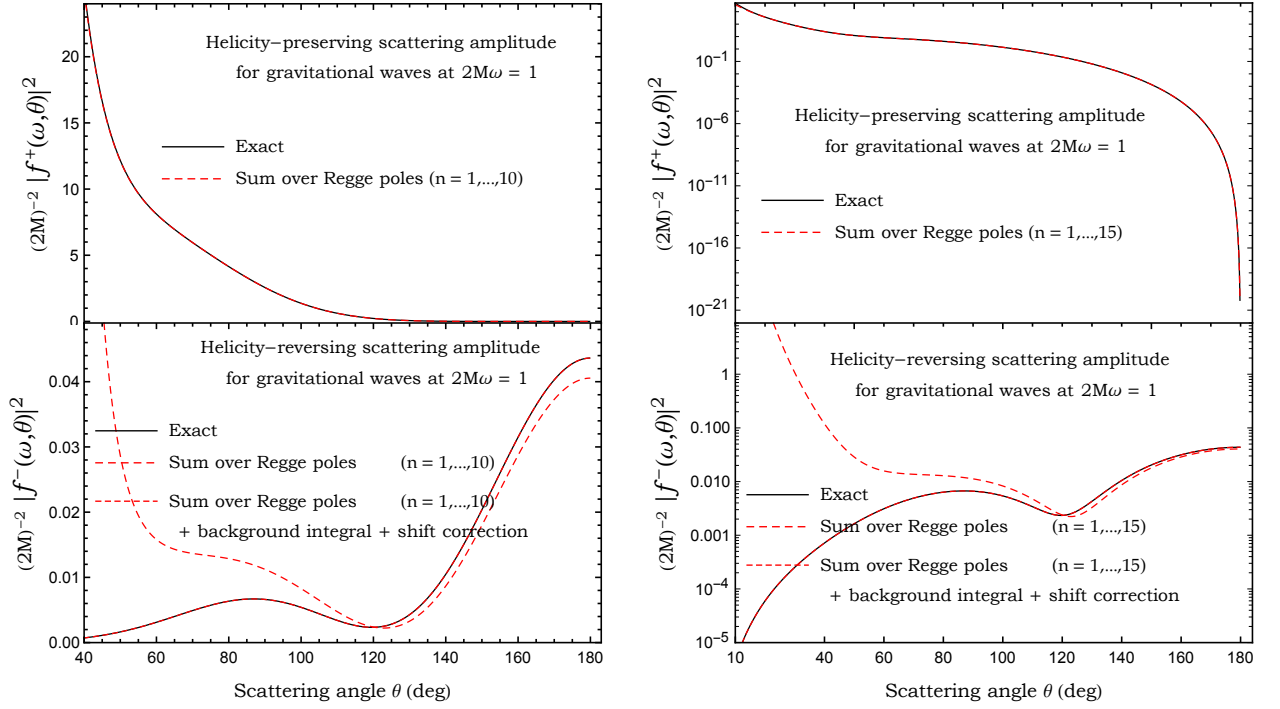 (2M)⁻² |f⁺(ω,θ)|²
20
15
10
5
0
Helicity−preserving scattering amplitude
for gravitational waves at 2Mω = 1
Exact
Sum over Regge poles (n = 1,...,10)
(2M)⁻² |f⁻(ω,θ)|²
0.04
0.03
0.02
0.01
0.00
Helicity−reversing scattering amplitude
for gravitational waves at 2Mω = 1
Exact
Sum over Regge poles (n = 1,...,10)
Sum over Regge poles (n = 1,...,10)
+ background integral + shift correction
40 60 80 100 120 140 160 180
Scattering angle θ (deg)
(2M)⁻² |f⁺(ω,θ)|²
10⁻¹
10⁻⁶
10⁻¹¹
10⁻¹⁶
10⁻²¹
Helicity−preserving scattering amplitude
for gravitational waves at 2Mω = 1
Exact
Sum over Regge poles (n = 1,...,15)
(2M)⁻² |f⁻(ω,θ)|²
1
0.100
0.010
0.001
10⁻⁴
10⁻⁵
Helicity−reversing scattering amplitude
for gravitational waves at 2Mω = 1
Exact
Sum over Regge poles (n = 1,...,15)
Sum over Regge poles (n = 1,...,15)
+ background integral + shift correction
10 40 60 80 100 120 140 160 180
Scattering angle θ (deg)